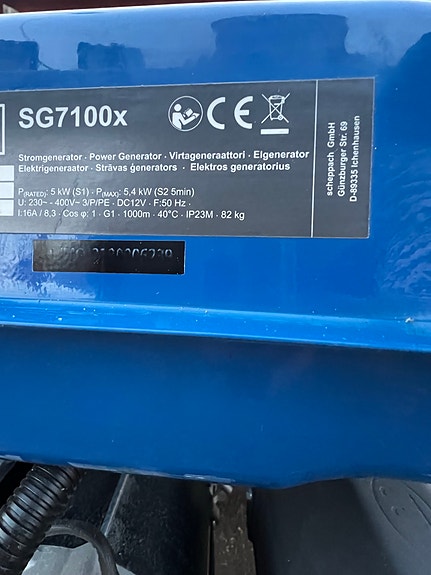 SG7100x
CE
Stromgenerator · Power Generator · Virtageneraattori · Elgenerator
Elektrigeneraator · Strāvas ģenerators · Elektros generatorius
P(RATED): 5 kW (S1) · P(MAX): 5,4 kW (S2 5min)
U: 230~ - 400V~ 3/P/PE · DC12V · F:50 Hz ·
I:16A / 8,3 · Cos φ: 1 · G1 · 1000m · 40°C · IP23M · 82 kg
scheppach GmbH
Günzburger Str. 69
D-89335 Ichenhausen